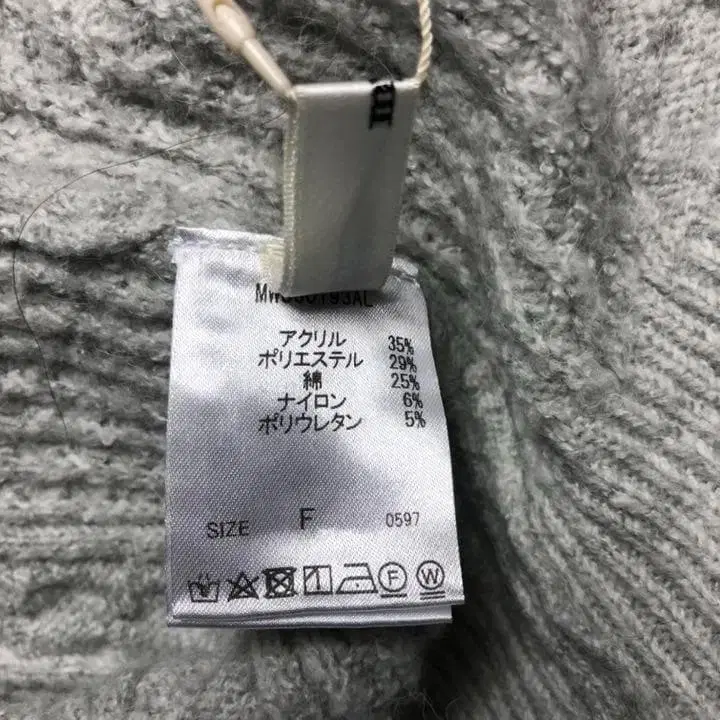 アクリル 35%
ポリエステル 29%
綿 25%
ナイロン 6%
ポリウレタン 5%
SIZE F 0597
F W